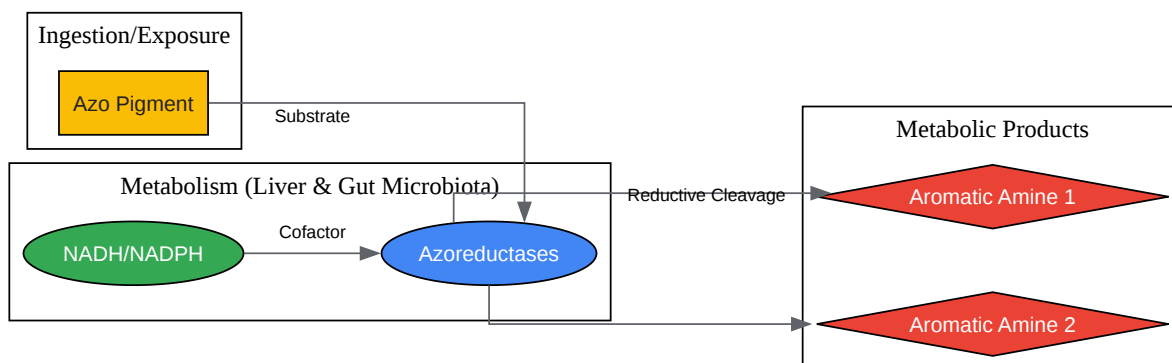 Ingestion/Exposure
Azo Pigment
Substrate
Metabolism (Liver & Gut Microbiota)
NADH/NADPH
Cofactor
Azoreductases
Reductive Cleavage
Metabolic Products
Aromatic Amine 1
Aromatic Amine 2